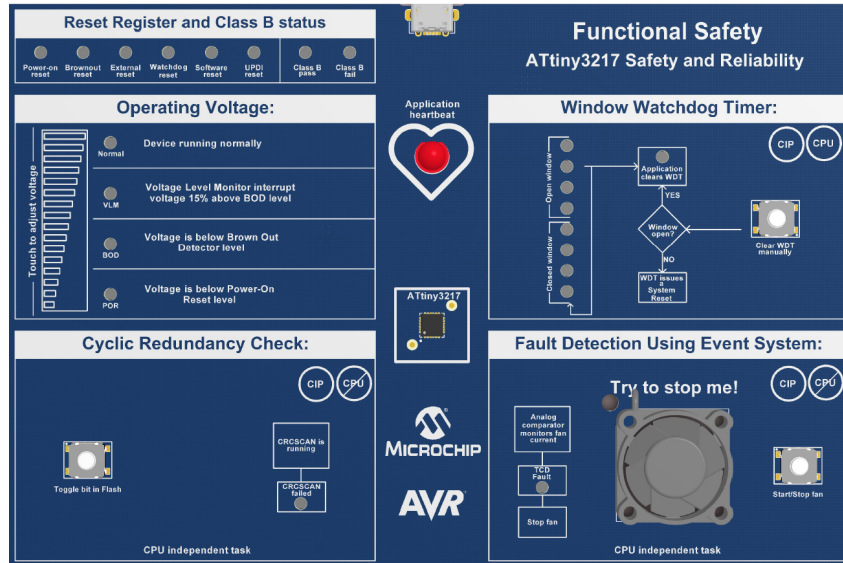 Reset Register and Class B status
Power-on
reset
Brownout
reset
External
reset
Watchdog
reset
Software
reset
UPDI
reset
Class B
pass
Class B
fail
Functional Safety
ATtiny3217 Safety and Reliability
Operating Voltage:
Touch to adjust voltage
Normal
Device running normally
VLM
Voltage Level Monitor interrupt
voltage 15% above BOD level
BOD
Voltage is below Brown Out
Detector level
POR
Voltage is below Power-On
Reset level
Application
heartbeat
ATtiny3217
MICROCHIP
AVR
Window Watchdog Timer:
CIP
CPU
Open window
Closed window
Application
clears WDT
YES
Window
open?
NO
WDT issues
a
System
Reset
Clear WDT
manually
Cyclic Redundancy Check:
CIP
CPU
Toggle bit in Flash
CRCSCAN is
running
CRCSCAN
failed
CPU independent task
Fault Detection Using Event System:
Try to stop me!
CIP
CPU
Analog
comparator
monitors fan
current
TCD
Fault
Stop fan
Start/Stop fan
CPU independent task